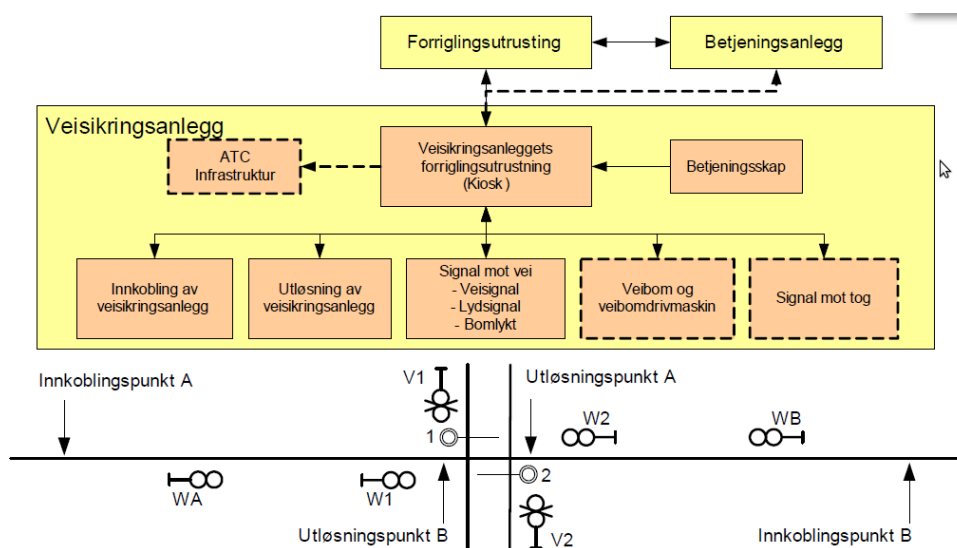 Forriglingsutrusting
Betjeningsanlegg
Veisikringsanlegg
ATC
Infrastruktur
Veisikringsanleggets
forriglingsutrustning
(Kiosk )
Betjeningsskap
Innkobling av
veisikringsanlegg
Utløsning av
veisikringsanlegg
Signal mot vei
- Veisignal
- Lydsignal
- Bomlykt
Veibom og
veibomdrivmaskin
Signal mot tog
Innkoblingspunkt A
V1
Utløsningspunkt A
1
W2
WB
WA
W1
2
Utløsningspunkt B
V2
Innkoblingspunkt B